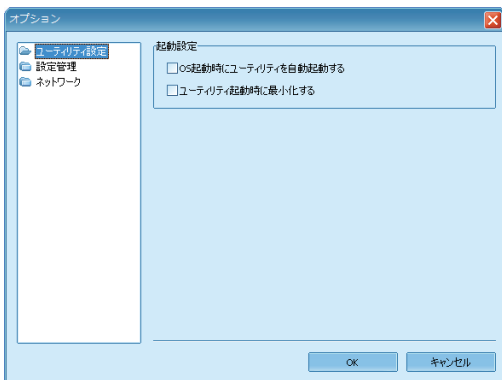 オプション
ユーティリティ設定
設定管理
ネットワーク
起動設定
OS起動時にユーティリティを自動起動する
ユーティリティ起動時に最小化する
OK
キャンセル